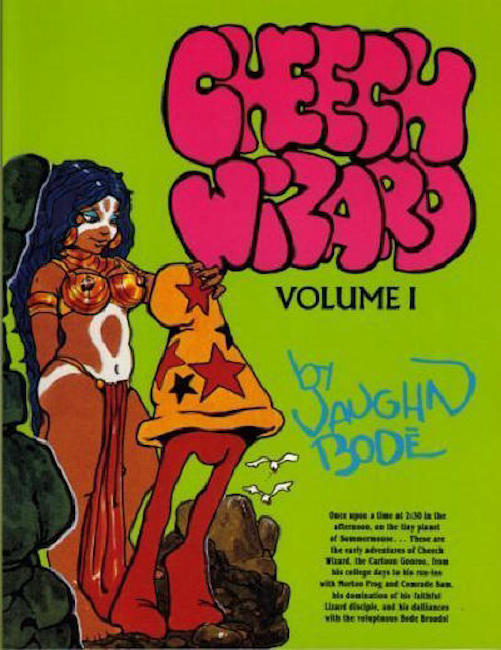 CHEECH
WIZARD
VOLUME I
by
VAUGHN
BODĒ
Once upon a time at 2:30 in the
afternoon, on the tiny planet
of Summermouse... These are
the early adventures of Cheech
Wizard, the Cartoon Gonroo, from
his college days to his run-ins
with Morton Frog and Comrade Sam,
his domination of his faithful
Lizard disciple, and his dalliances
with the voluptuous Bode Broads!